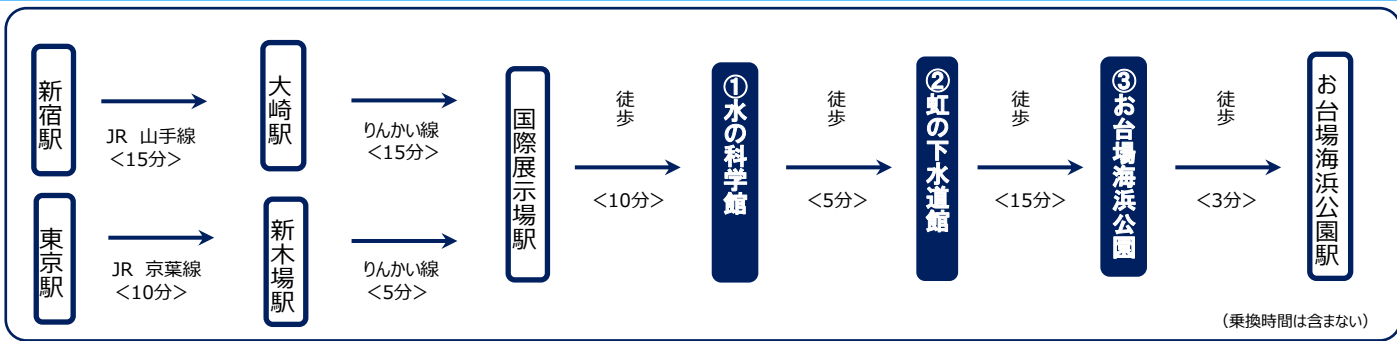 新宿駅
JR 山手線
<15分>
大崎駅
りんかい線
<15分>
東京駅
JR 京葉線
<10分>
新木場駅
りんかい線
<5分>
国際展示場駅
徒歩
<10分>
①水の科学館
徒歩
<5分>
②虹の下水道館
徒歩
<15分>
③お台場海浜公園
徒歩
<3分>
お台場海浜公園駅
（乗換時間は含まない）